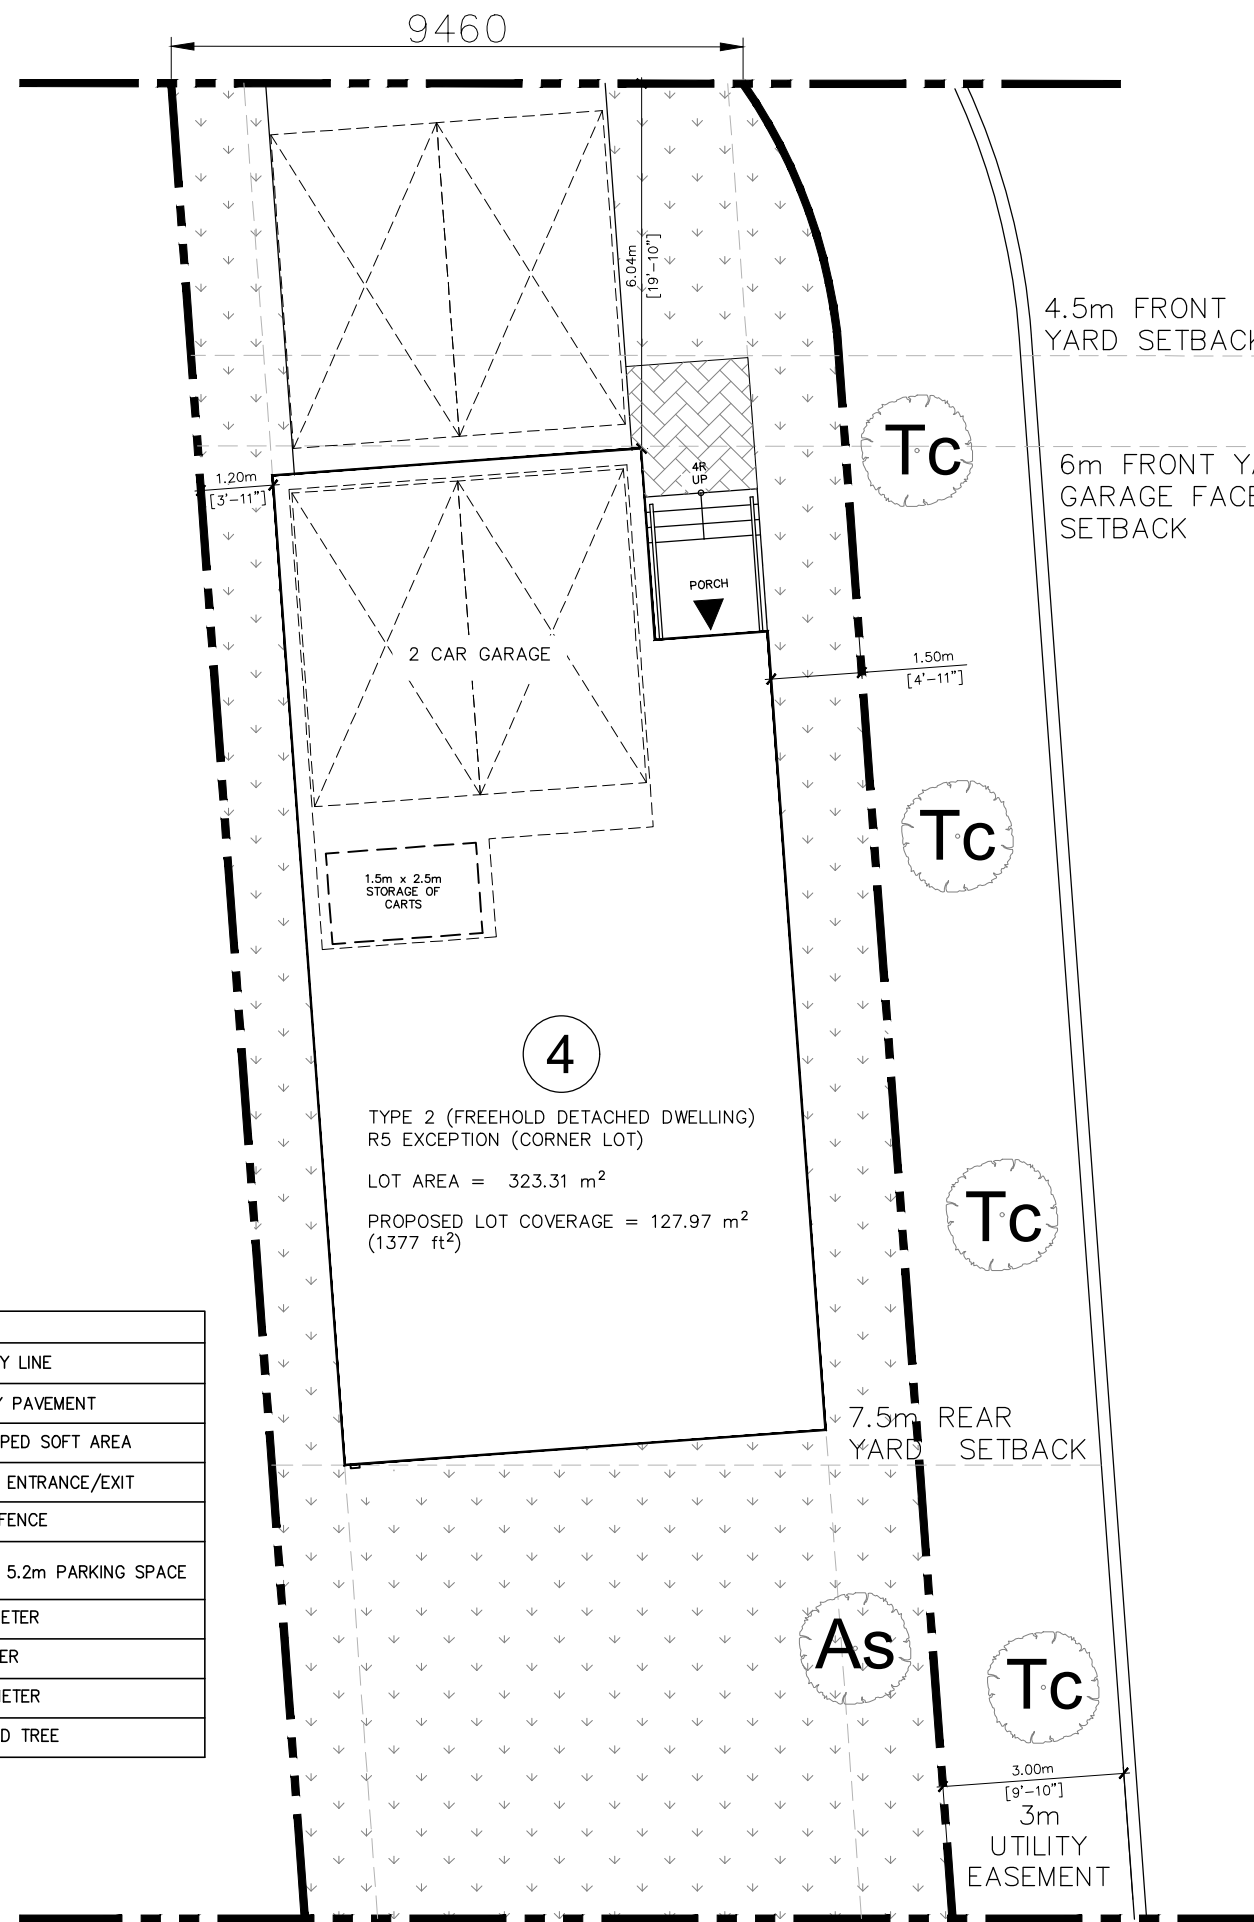 9460
6.04m
[19'-10"]
4.5m FRONT
YARD SETBACK
6m FRONT YA
GARAGE FACE
SETBACK
Tc
1.20m
[3'-11"]
4R
UP
PORCH
2 CAR GARAGE
1.50m
[4'-11"]
Tc
1.5m x 2.5m
STORAGE OF
CARTS
4
TYPE 2 (FREEHOLD DETACHED DWELLING)
R5 EXCEPTION (CORNER LOT)
LOT AREA = 323.31 m²
PROPOSED LOT COVERAGE = 127.97 m²
(1377 ft²)
Tc
Y LINE
Y PAVEMENT
PED SOFT AREA
ENTRANCE/EXIT
FENCE
5.2m PARKING SPACE
ETER
ER
METER
D TREE
7.5m REAR
YARD SETBACK
As
Tc
3.00m
[9'-10"]
3m
UTILITY
EASEMENT